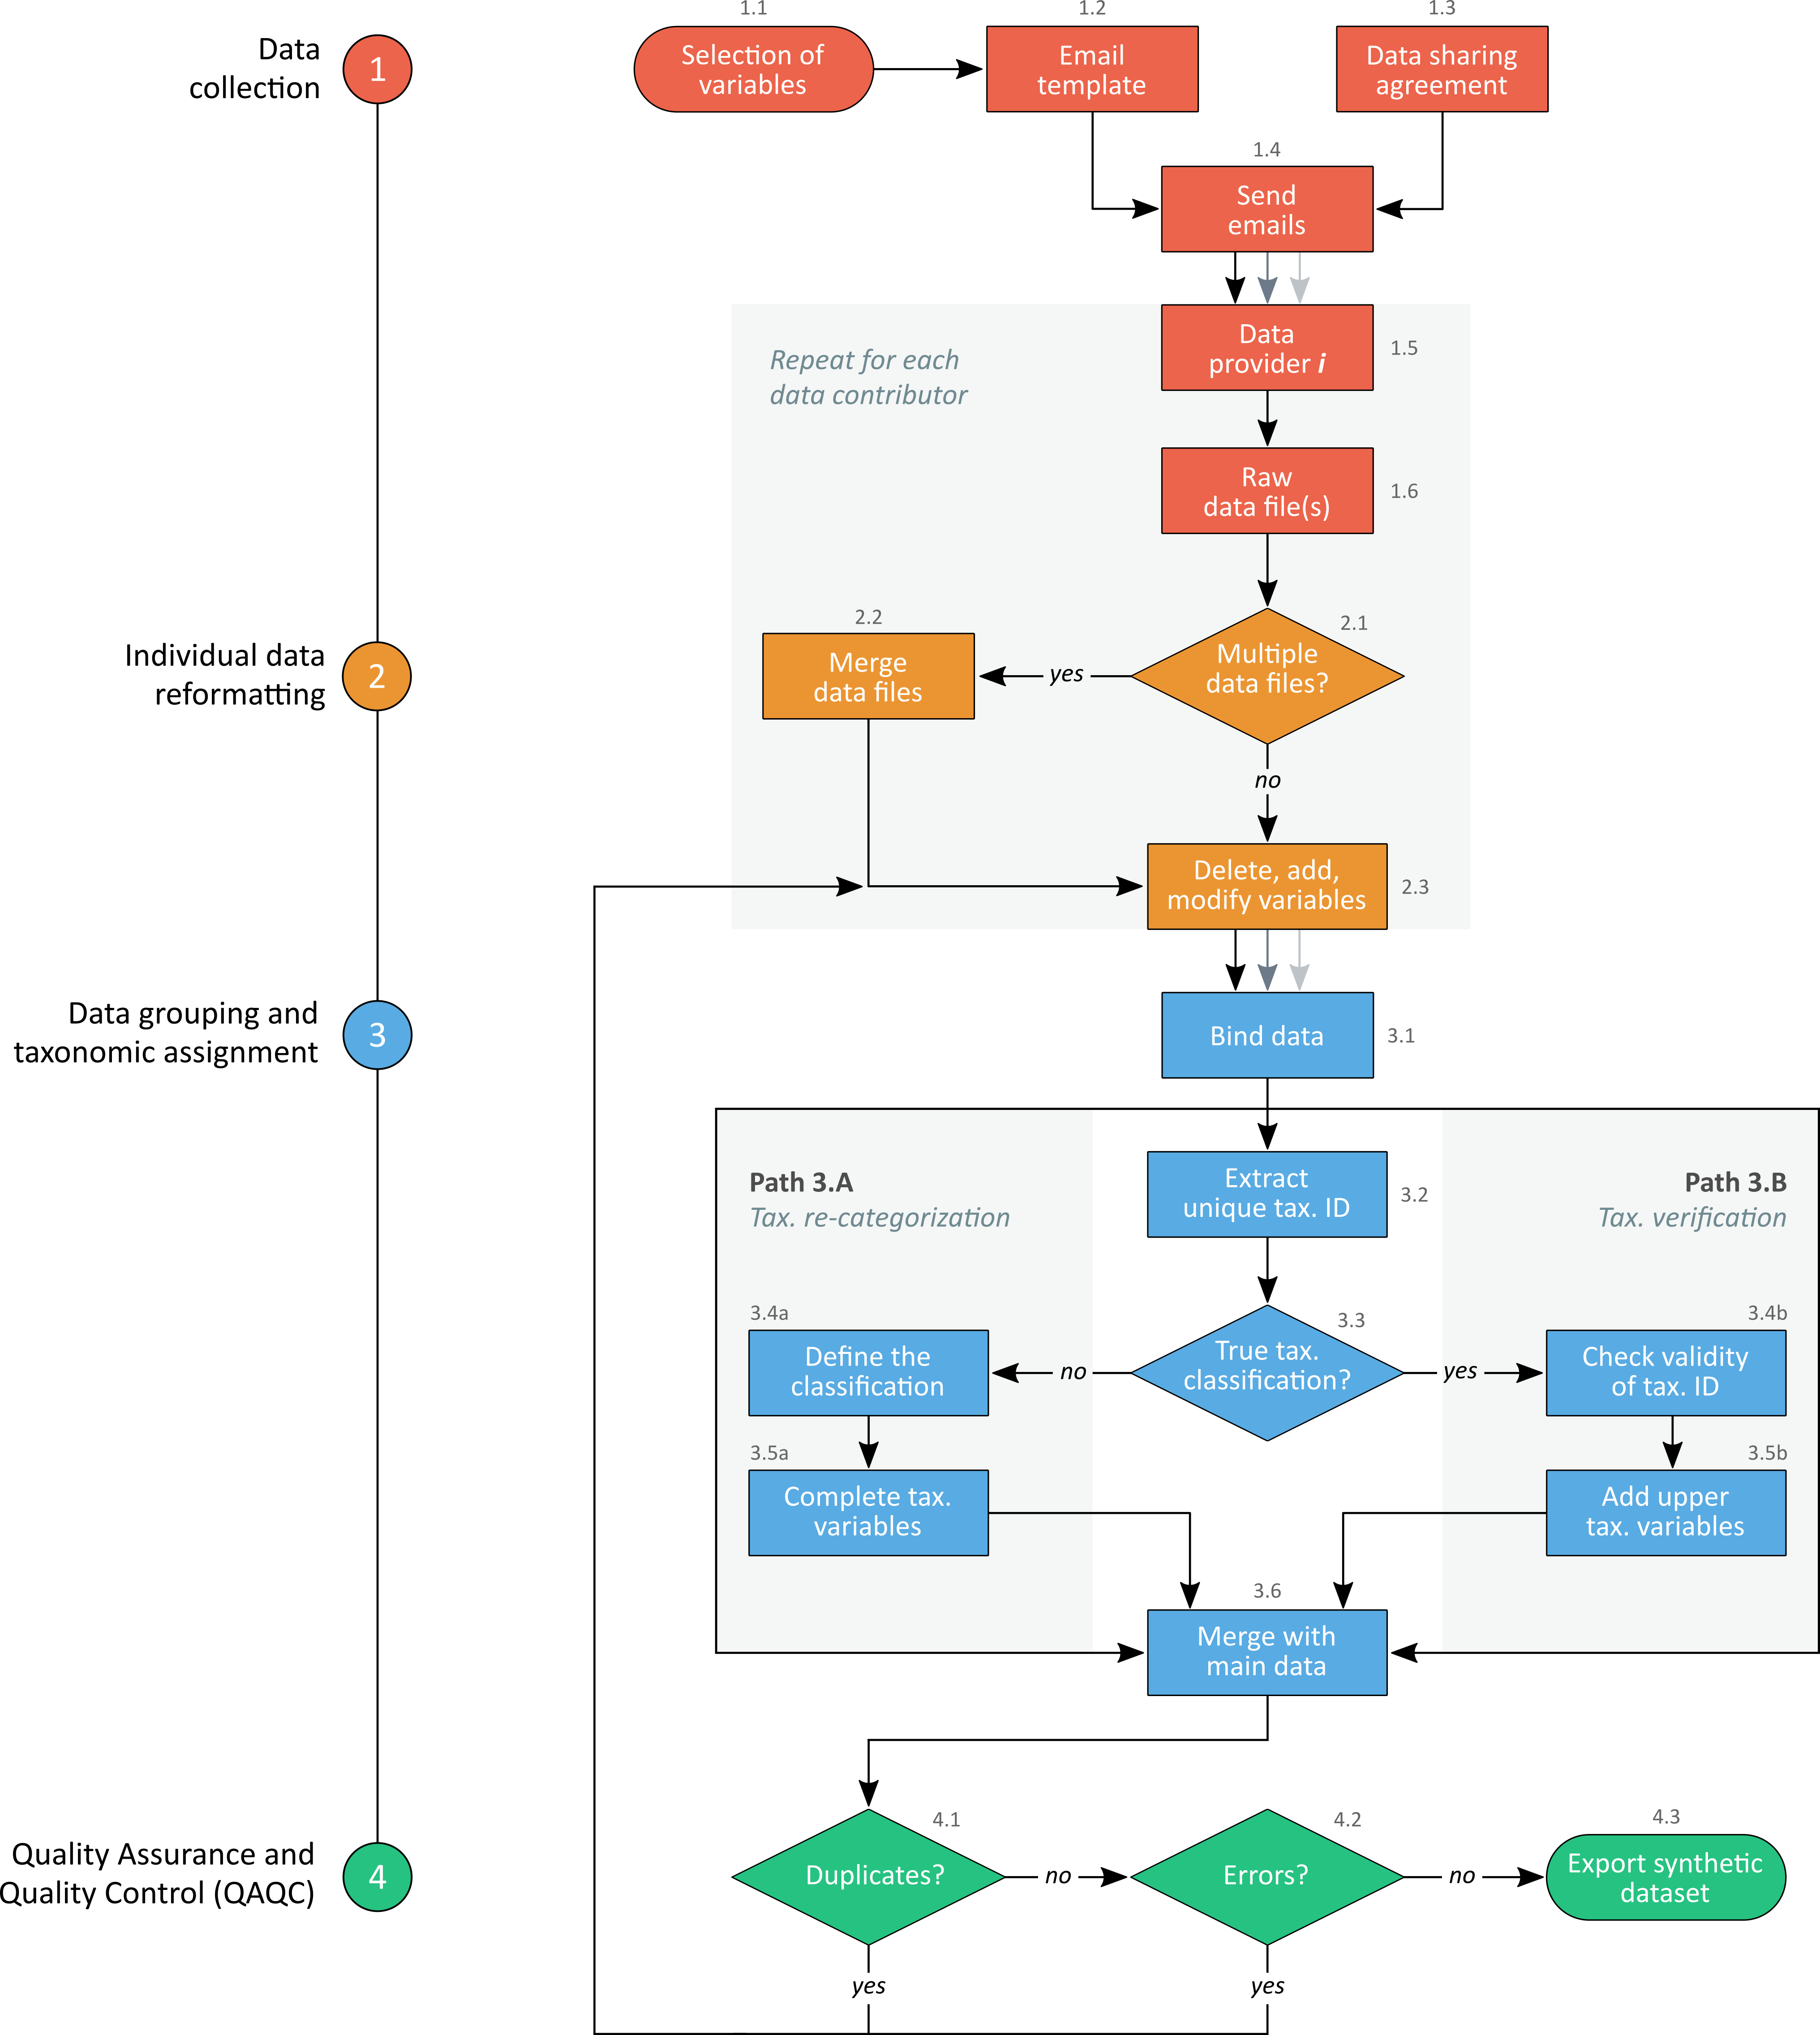 Data
collection
1
1.1
Selection of
variables
1.2
Email
template
1.3
Data sharing
agreement
1.4
Send
emails
Repeat for each
data contributor
Data
provider i
1.5
Raw
data file(s)
1.6
Individual data
reformatting
2
2.2
Merge
data files
yes
2.1
Multiple
data files?
no
Delete, add,
modify variables
2.3
Data grouping and
taxonomic assignment
3
Bind data
3.1
Path 3.A
Tax. re-categorization
Extract
unique tax. ID
3.2
Path 3.B
Tax. verification
3.4a
Define the
classification
no
3.3
True tax.
classification?
yes
3.4b
Check validity
of tax. ID
3.5a
Complete tax.
variables
3.5b
Add upper
tax. variables
3.6
Merge with
main data
Quality Assurance and
Quality Control (QAQC)
4
4.1
Duplicates?
no
4.2
Errors?
no
4.3
Export synthetic
dataset
yes
yes